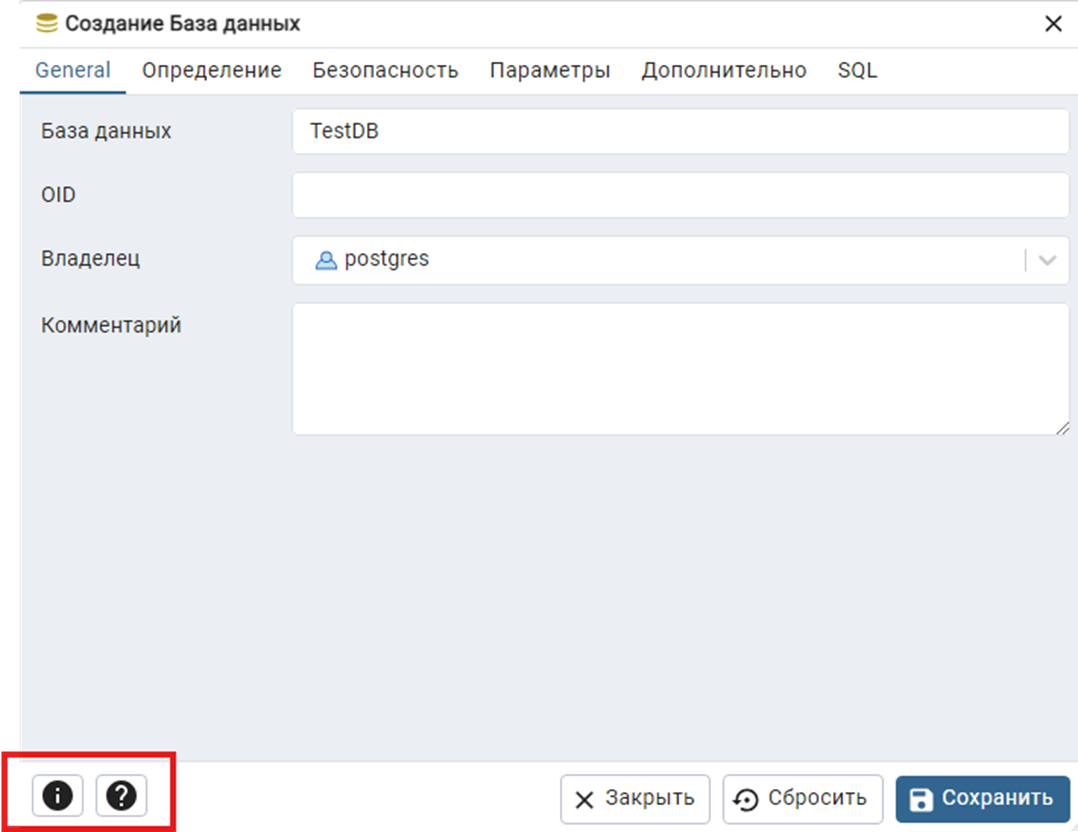 Создание База данных
General Определение Безопасность Параметры Дополнительно SQL
База данных TestDB
OID
Владелец postgres
Комментарий
i ? Закрыть Сбросить Сохранить